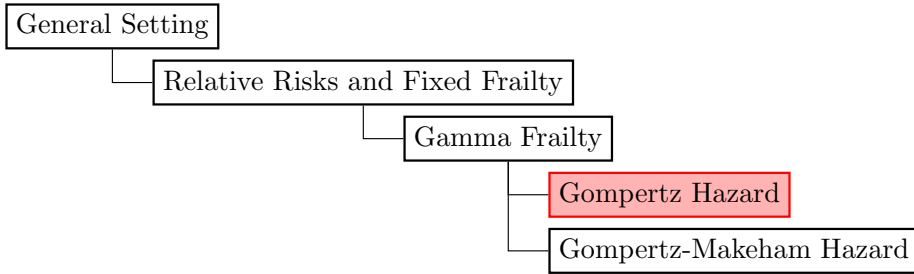 General Setting
Relative Risks and Fixed Frailty
Gamma Frailty
Gompertz Hazard
Gompertz-Makeham Hazard